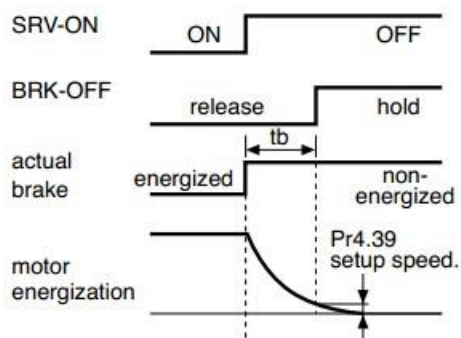 SRV-ON
ON
OFF
BRK-OFF
release
hold
tb
actual
brake
energized
non-
energized
Pr4.39
setup speed.
motor
energization